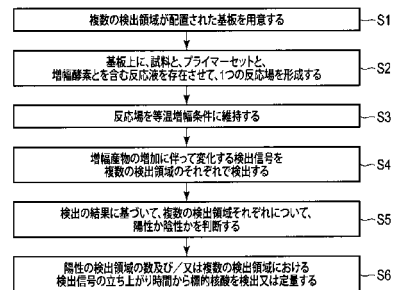 複数の検出領域が配置された基板を用意する
S1
基板上に、試料と、プライマーセットと、
増幅酵素とを含む反応液を存在させて、1つの反応場を形成する
S2
反応場を等温増幅条件に維持する
S3
増幅産物の増加に伴って変化する検出信号を
複数の検出領域のそれぞれで検出する
S4
検出の結果に基づいて、複数の検出領域それぞれについて、
陽性か陰性かを判断する
S5
陽性の検出領域の数及び/又は複数の検出領域における
検出信号の立ち上がり時間から標的核酸を検出又は定量する
S6